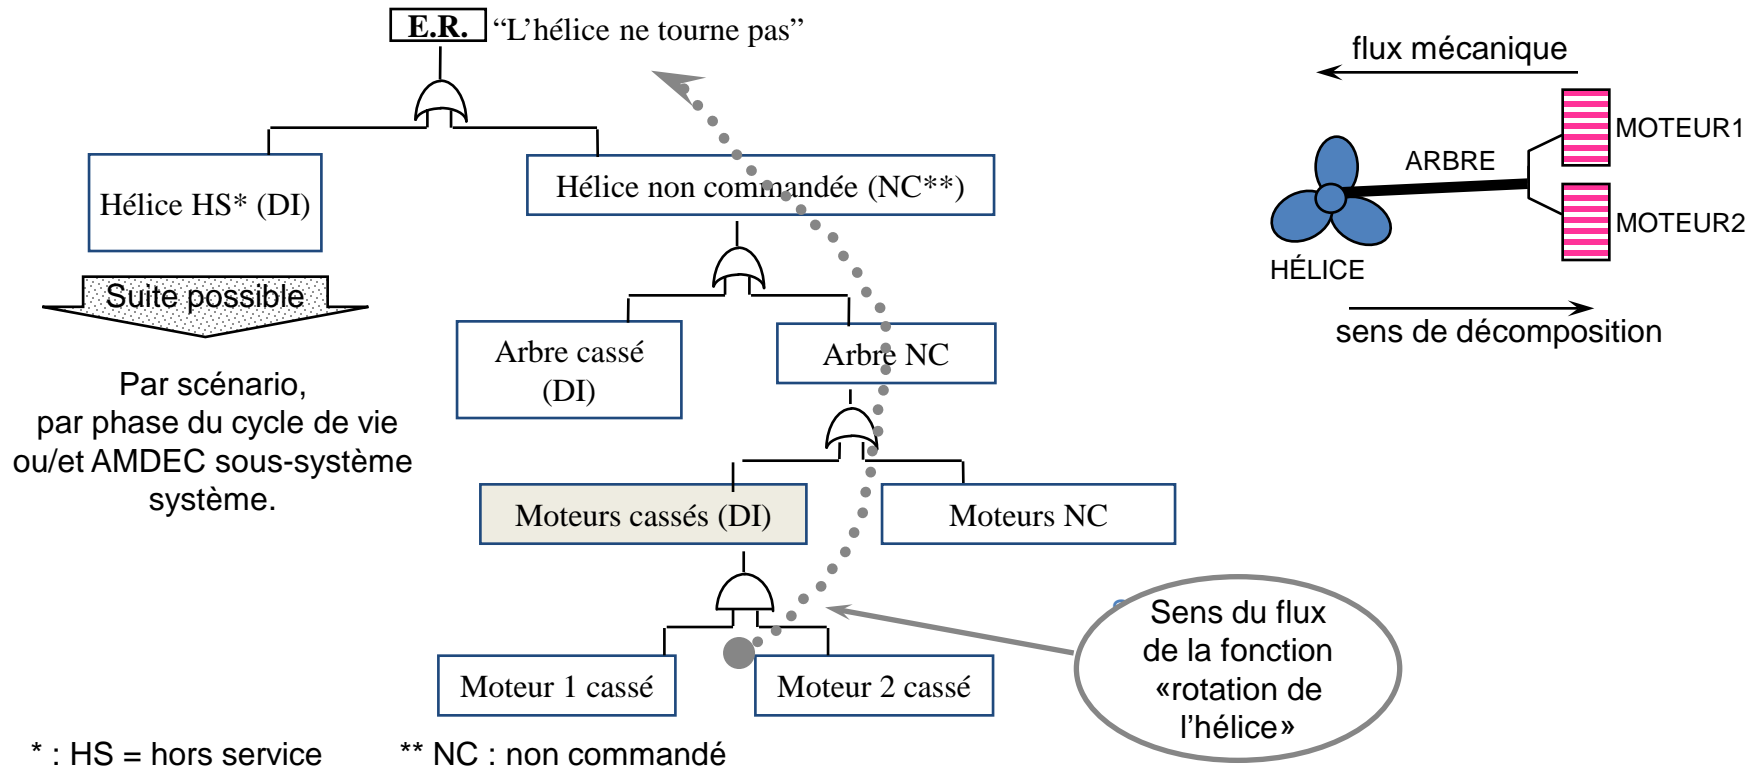 E.R. “L’hélice ne tourne pas”
flux mécanique
MOTEUR1
ARBRE
MOTEUR2
HÉLICE
sens de décomposition
Hélice HS* (DI)
Hélice non commandée (NC**)
Suite possible
Par scénario,
par phase du cycle de vie
ou/et AMDEC sous-système
système.
Arbre cassé
(DI)
Arbre NC
Moteurs cassés (DI)
Moteurs NC
Moteur 1 cassé
Moteur 2 cassé
Sens du flux
de la fonction
«rotation de
l’hélice»
* : HS = hors service
** NC : non commandé